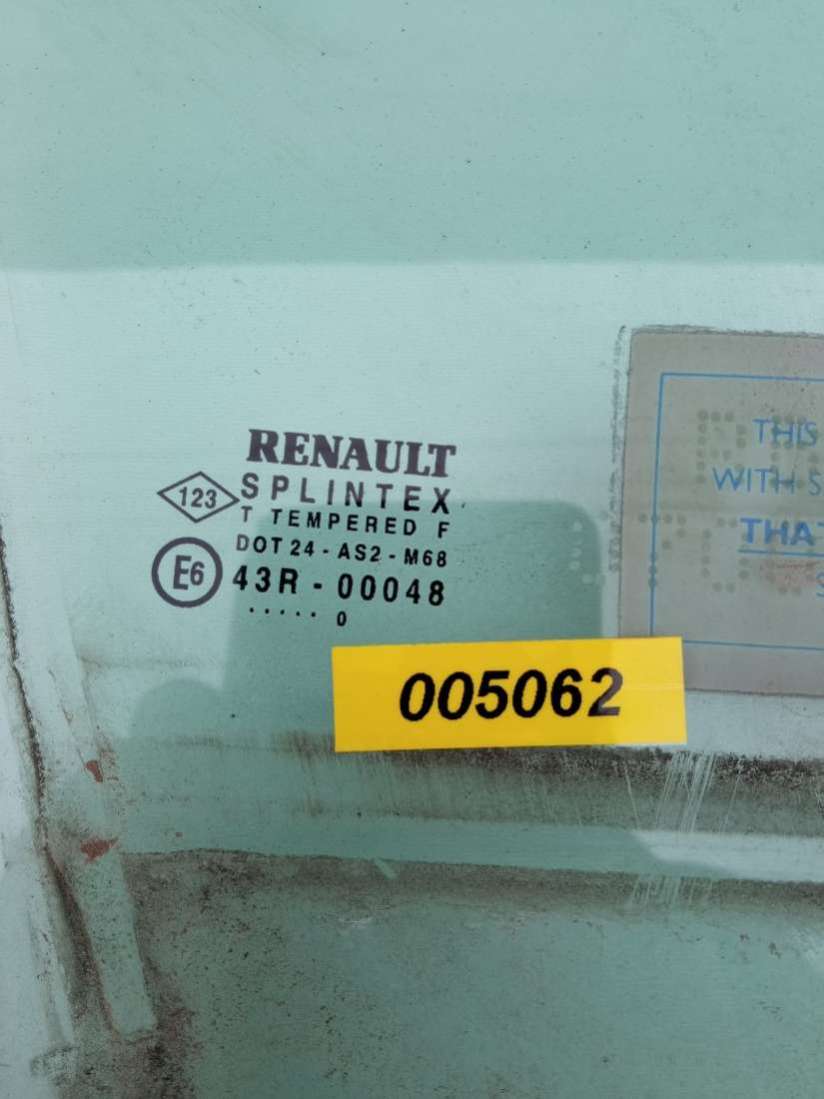 RENAULT
123
SPLINTEX
T TEMPERED F
DOT 24 - AS2 - M68
E6
43R - 00048
..... 0
005062
THIS
WITH S
THAT
S